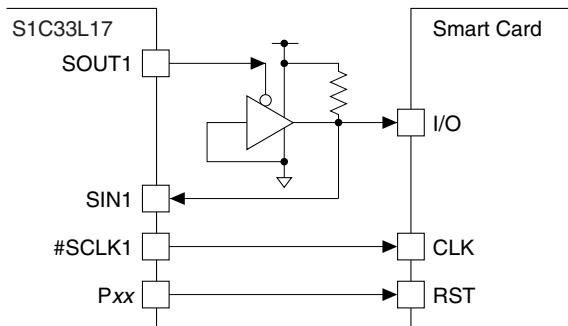 S1C33L17
Smart Card
SOUT1
I/O
SIN1
#SCLK1
CLK
Pxx
RST